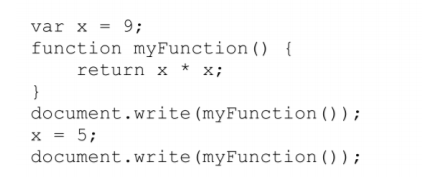 var x = 9;
function myFunction() {
    return x * x;
}
document.write(myFunction());
x = 5;
document.write(myFunction());